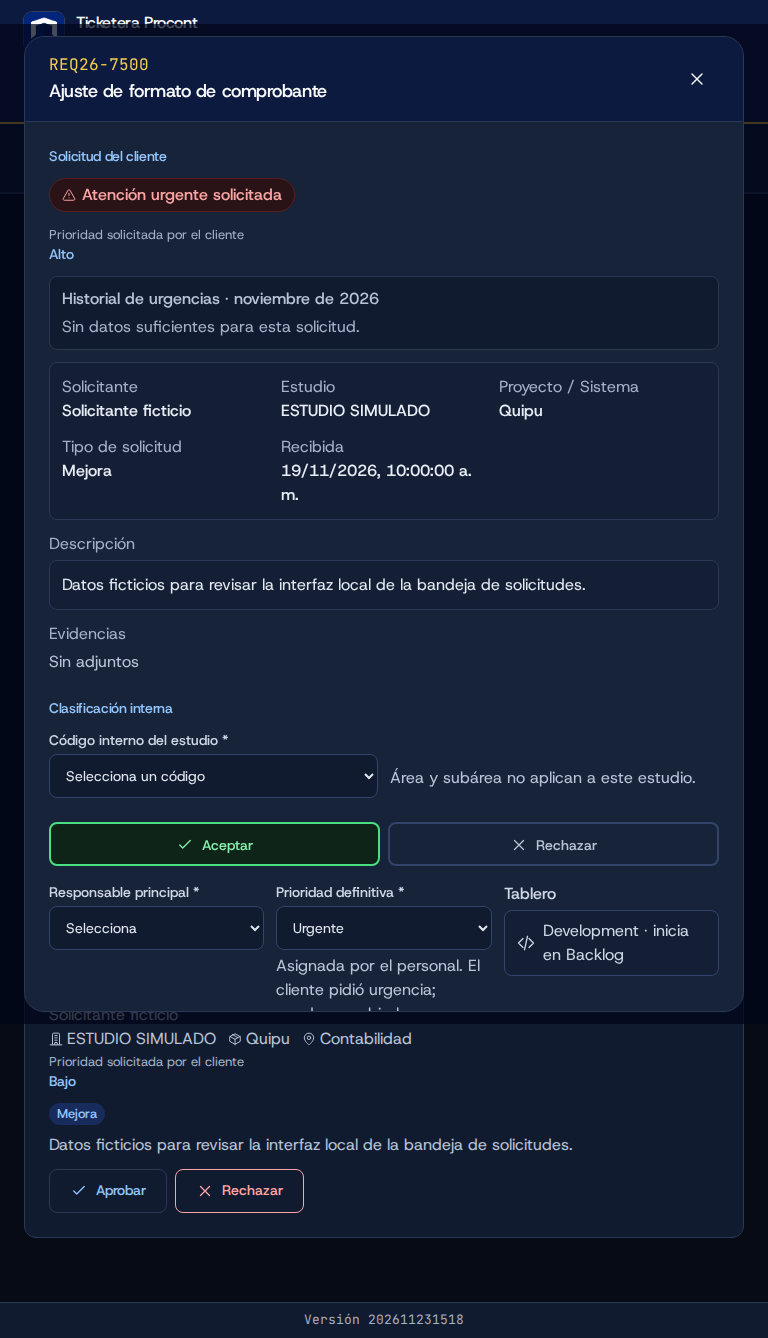 Ticketera Procont
REQ26-7500
Ajuste de formato de comprobante
Solicitud del cliente
Atención urgente solicitada
Prioridad solicitada por el cliente
Alto
Historial de urgencias · noviembre de 2026
Sin datos suficientes para esta solicitud.
Solicitante
Estudio
Proyecto / Sistema
Solicitante ficticio
ESTUDIO SIMULADO
Quipu
Tipo de solicitud
Recibida
Mejora
19/11/2026, 10:00:00 a.
m.
Descripción
Datos ficticios para revisar la interfaz local de la bandeja de solicitudes.
Evidencias
Sin adjuntos
Clasificación interna
Código interno del estudio *
Selecciona un código
Área y subárea no aplican a este estudio.
Aceptar
Rechazar
Responsable principal *
Prioridad definitiva *
Tablero
Selecciona
Urgente
Development · inicia
en Backlog
Asignada por el personal. El
cliente pidió urgencia;
Solicitante ficticio
ESTUDIO SIMULADO
Quipu
Contabilidad
Prioridad solicitada por el cliente
Bajo
Mejora
Datos ficticios para revisar la interfaz local de la bandeja de solicitudes.
Aprobar
Rechazar
Versión 202611231518